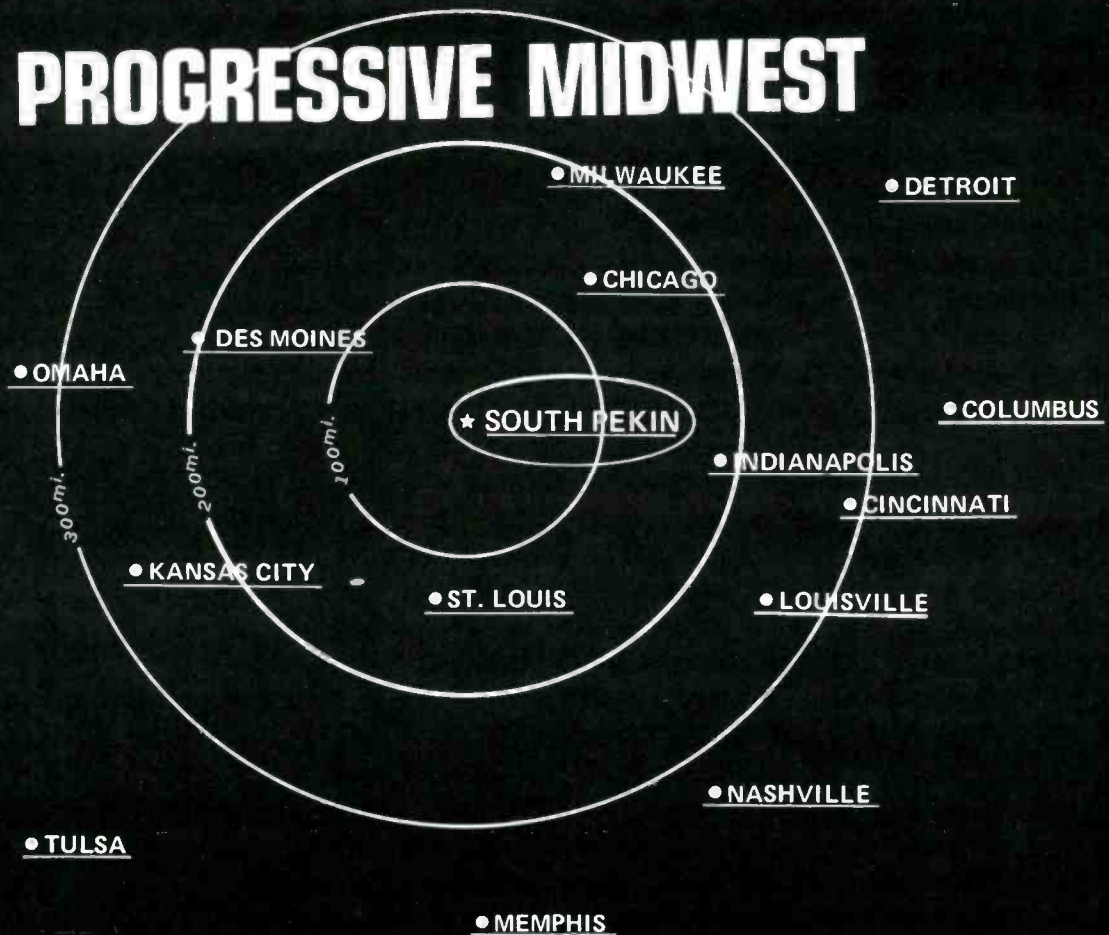 PROGRESSIVE MIDWEST
MILWAUKEE
DETROIT
CHICAGO
DES MOINES
OMAHA
SOUTH PEKIN
COLUMBUS
INDIANAPOLIS
100mi.
200mi.
300mi.
CINCINNATI
KANSAS CITY
ST. LOUIS
LOUISVILLE
NASHVILLE
TULSA
MEMPHIS